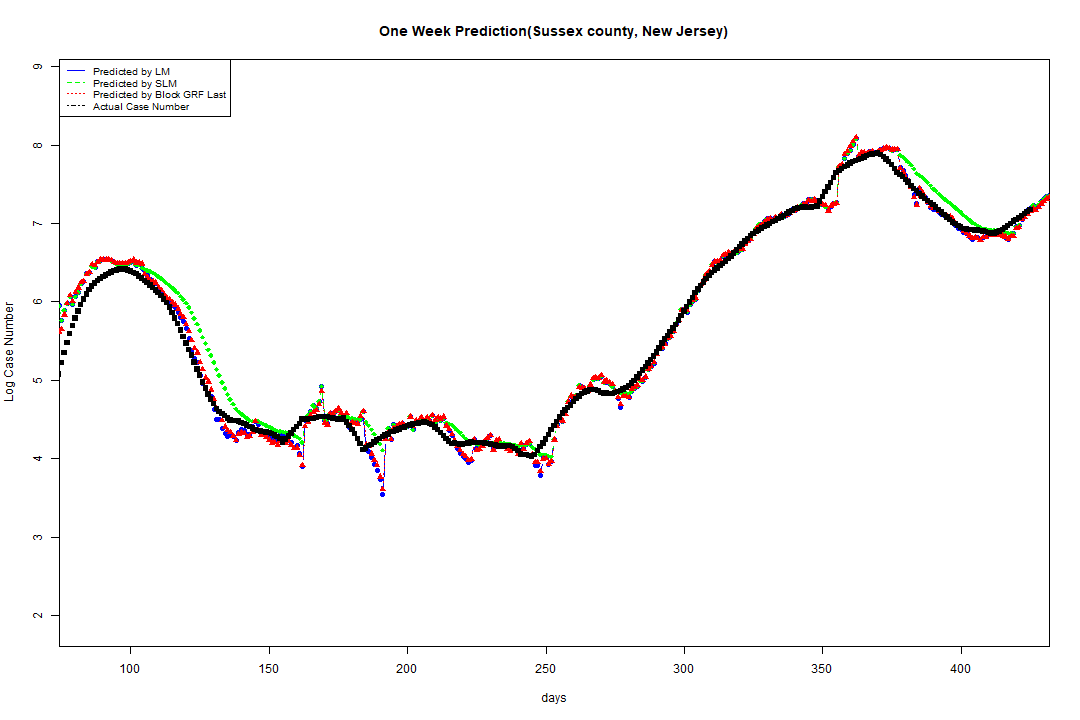 One Week Prediction(Sussex county, New Jersey)
Predicted by LM
Predicted by SLM
Predicted by Block GRF Last
Actual Case Number
9
8
7
6
5
4
3
2
Log Case Number
100 150 200 250 300 350 400
days